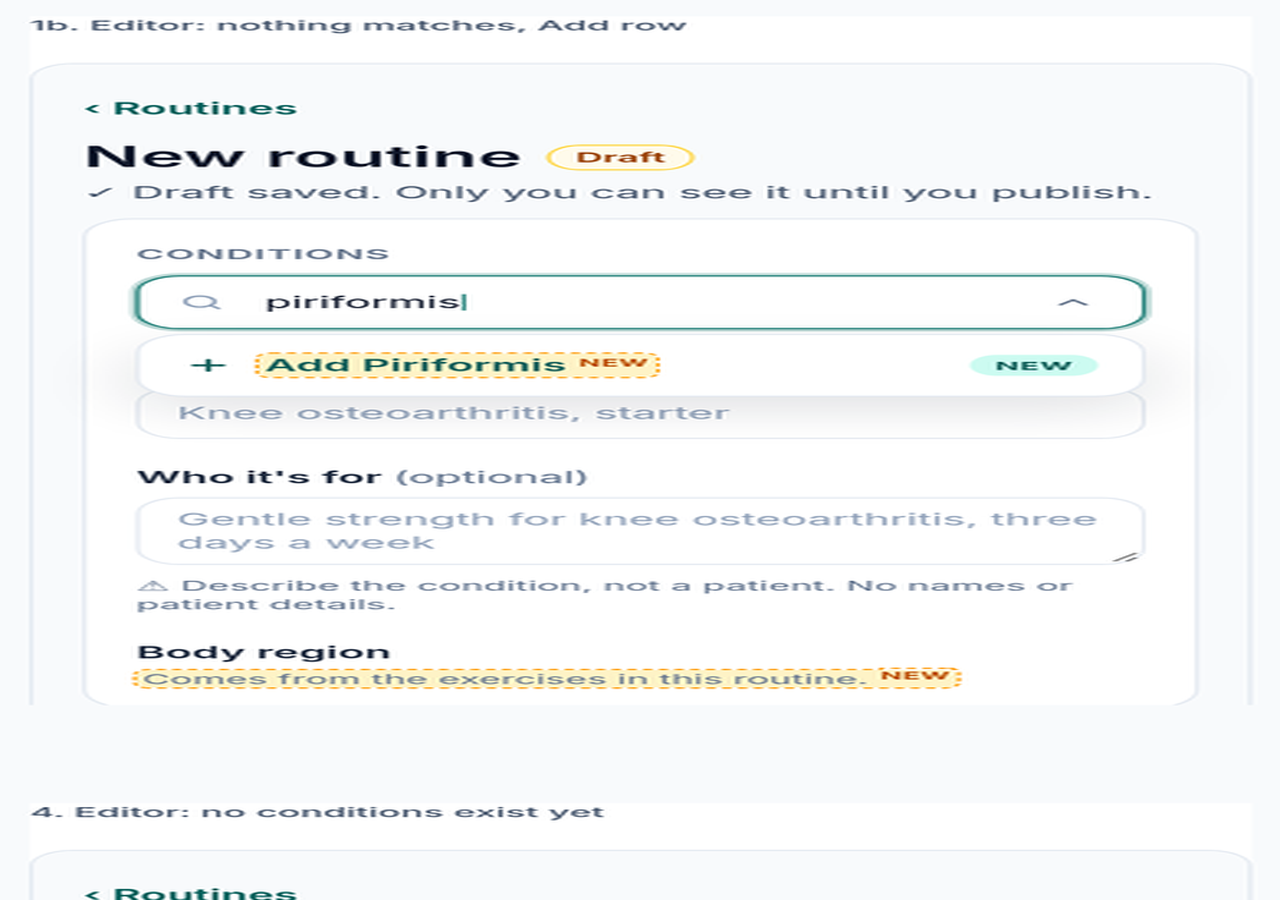 1b. Editor: nothing matches, Add row
‹ Routines
New routine Draft
✓ Draft saved. Only you can see it until you publish.
CONDITIONS
piriformis
+ Add Piriformis NEW NEW
Knee osteoarthritis, starter
Who it's for (optional)
Gentle strength for knee osteoarthritis, three
days a week
⚠ Describe the condition, not a patient. No names or
patient details.
Body region
Comes from the exercises in this routine. NEW
4. Editor: no conditions exist yet
‹ Routines